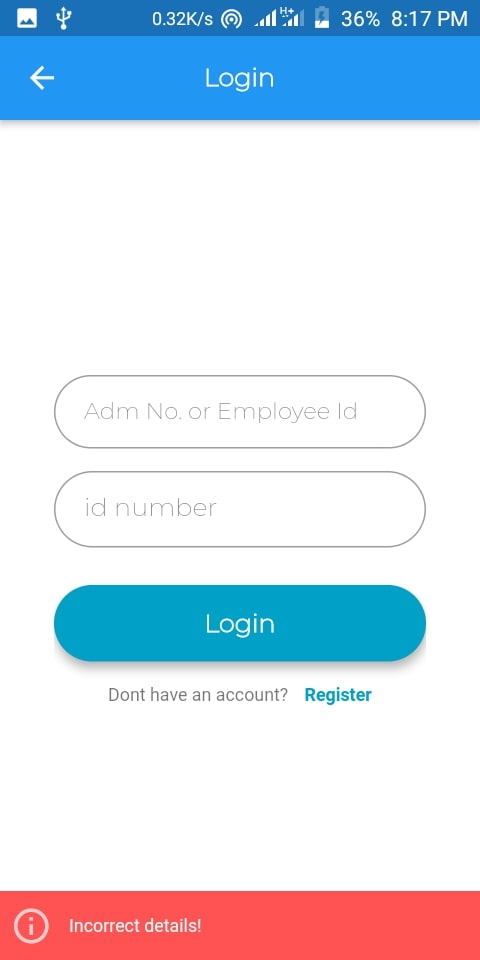 0.32K/s H+ 36% 8:17 PM
Login
Adm No. or Employee Id
id number
Login
Dont have an account? Register
Incorrect details!